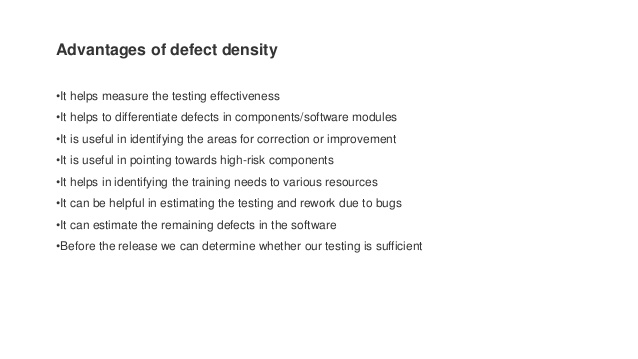 Advantages of defect density
•It helps measure the testing effectiveness
•It helps to differentiate defects in components/software modules
•It is useful in identifying the areas for correction or improvement
•It is useful in pointing towards high-risk components
•It helps in identifying the training needs to various resources
•It can be helpful in estimating the testing and rework due to bugs
•It can estimate the remaining defects in the software
•Before the release we can determine whether our testing is sufficient